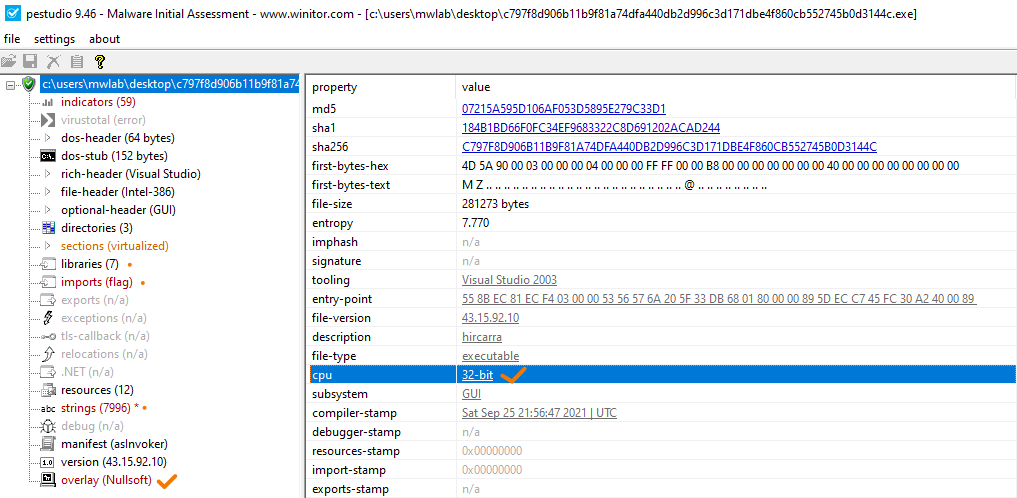 pestudio 9.46 - Malware Initial Assessment - www.winitor.com - [c:\users\mwlab\desktop\c797f8d906b11b9f81a74dfa440db2d996c3d171dbe4f860cb552745b0d3144c.exe]
file settings about
c:\users\mwlab\desktop\c797f8d906b11b9f81a74
indicators (59)
virustotal (error)
dos-header (64 bytes)
dos-stub (152 bytes)
rich-header (Visual Studio)
file-header (Intel-386)
optional-header (GUI)
directories (3)
sections (virtualized)
libraries (7)
imports (flag)
exports (n/a)
exceptions (n/a)
tls-callback (n/a)
relocations (n/a)
.NET (n/a)
resources (12)
abc strings (7996) *
debug (n/a)
manifest (asInvoker)
1.0 version (43.15.92.10)
overlay (Nullsoft)
property value
md5 07215A595D106AF053D5895E279C33D1
sha1 184B1BD66F0FC34EF9683322C8D691202ACAD244
sha256 C797F8D906B11B9F81A74DFA440DB2D996C3D171DBE4F860CB552745B0D3144C
first-bytes-hex 4D 5A 90 00 03 00 00 00 04 00 00 00 FF FF 00 00 B8 00 00 00 00 00 00 00 40 00 00 00 00 00 00 00
first-bytes-text M Z .. .. .. .. .. .. .. .. .. .. .. .. .. .. .. .. .. .. .. .. .. .. @ .. .. .. .. .. .. ..
file-size 281273 bytes
entropy 7.770
imphash n/a
signature n/a
tooling Visual Studio 2003
entry-point 55 8B EC 81 EC F4 03 00 00 53 56 57 6A 20 5F 33 DB 68 01 80 00 00 89 5D EC C7 45 FC 30 A2 40 00 89
file-version 43.15.92.10
description hircarra
file-type executable
cpu 32-bit
subsystem GUI
compiler-stamp Sat Sep 25 21:56:47 2021 | UTC
debugger-stamp n/a
resources-stamp 0x00000000
import-stamp 0x00000000
exports-stamp n/a